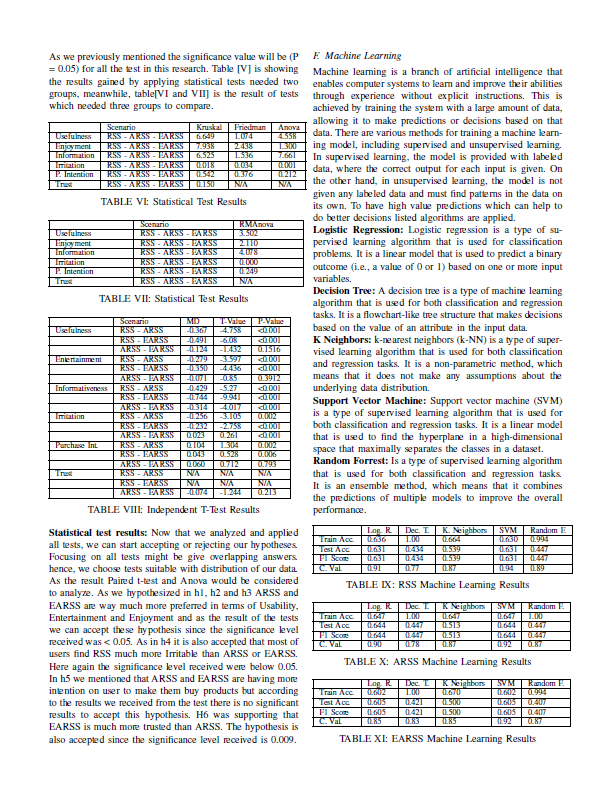 As we previously mentioned the significance value will be (P
= 0.05) for all the test in this research. Table [V] is showing
the results gained by applying statistical tests needed two
groups, meanwhile, table[VI and VII] is the result of tests
which needed three groups to compare.
Scenario Kruskal Friedman Anova
Usefulness RSS - ARSS - EARSS 6.649 1.074 4.558
Enjoyment RSS - ARSS - EARSS 7.938 2.438 1.300
Information RSS - ARSS - EARSS 6.525 1.536 7.661
Irritation RSS - ARSS - EARSS 0.018 0.034 0.001
P. Intention RSS - ARSS - EARSS 0.542 0.376 0.212
Trust RSS - ARSS - EARSS 0.150 N/A N/A
TABLE VI: Statistical Test Results
Scenario RMAnova
Usefulness RSS - ARSS - EARSS 3.502
Enjoyment RSS - ARSS - EARSS 2.110
Information RSS - ARSS - EARSS 4.078
Irritation RSS - ARSS - EARSS 0.000
P. Intention RSS - ARSS - EARSS 0.249
Trust RSS - ARSS - EARSS N/A
TABLE VII: Statistical Test Results
Scenario MD T-Value P-Value
Usefulness RSS - ARSS -0.367 -4.758 <0.001
RSS - EARSS -0.491 -6.08 <0.001
ARSS - EARSS -0.124 -1.432 0.1516
Entertainment RSS - ARSS -0.279 -3.597 <0.001
RSS - EARSS -0.350 -4.436 <0.001
ARSS - EARSS -0.071 -0.85 0.3912
Informativeness RSS - ARSS -0.429 -5.27 <0.001
RSS - EARSS -0.744 -9.941 <0.001
ARSS - EARSS -0.314 -4.017 <0.001
Irritation RSS - ARSS -0.256 -3.105 0.002
RSS - EARSS -0.232 -2.758 <0.001
ARSS - EARSS 0.023 0.261 <0.001
Purchase Int. RSS - ARSS 0.104 1.304 0.002
RSS - EARSS 0.043 0.528 0.006
ARSS - EARSS 0.060 0.712 0.793
Trust RSS - ARSS N/A N/A N/A
RSS - EARSS N/A N/A N/A
ARSS - EARSS -0.074 -1.244 0.213
TABLE VIII: Independent T-Test Results
Statistical test results: Now that we analyzed and applied
all tests, we can start accepting or rejecting our hypotheses.
Focusing on all tests might give overlapping answers.
hence, we choose tests suitable with distribution of our data.
As the result Paired t-test and Anova would be considered
to analyze. As we hypothesized in h1, h2 and h3 ARSS and
EARSS are way much more preferred in terms of Usability,
Entertainment and Enjoyment and as the result of the tests
we can accept these hypothesis since the significance level
received was < 0.05. As in h4 it is also accepted that most of
users find RSS much more Irritable than ARSS or EARSS.
Here again the significance level received were below 0.05.
In h5 we mentioned that ARSS and EARSS are having more
intention on user to make them buy products but according
to the results we received from the test there is no significant
results to accept this hypothesis. H6 was supporting that
EARSS is much more trusted than ARSS. The hypothesis is
also accepted since the significance level received is 0.009.
F. Machine Learning
Machine learning is a branch of artificial intelligence that
enables computer systems to learn and improve their abilities
through experience without explicit instructions. This is
achieved by training the system with a large amount of data,
allowing it to make predictions or decisions based on that
data. There are various methods for training a machine learn-
ing model, including supervised and unsupervised learning.
In supervised learning, the model is provided with labeled
data, where the correct output for each input is given. On
the other hand, in unsupervised learning, the model is not
given any labeled data and must find patterns in the data on
its own. To have high value predictions which can help to
do better decisions listed algorithms are applied.
Logistic Regression: Logistic regression is a type of su-
pervised learning algorithm that is used for classification
problems. It is a linear model that is used to predict a binary
outcome (i.e., a value of 0 or 1) based on one or more input
variables.
Decision Tree: A decision tree is a type of machine learning
algorithm that is used for both classification and regression
tasks. It is a flowchart-like tree structure that makes decisions
based on the value of an attribute in the input data.
K Neighbors: k-nearest neighbors (k-NN) is a type of super-
vised learning algorithm that is used for both classification
and regression tasks. It is a non-parametric method, which
means that it does not make any assumptions about the
underlying data distribution.
Support Vector Machine: Support vector machine (SVM)
is a type of supervised learning algorithm that is used for
both classification and regression tasks. It is a linear model
that is used to find the hyperplane in a high-dimensional
space that maximally separates the classes in a dataset.
Random Forrest: Is a type of supervised learning algorithm
that is used for both classification and regression tasks.
It is an ensemble method, which means that it combines
the predictions of multiple models to improve the overall
performance.
Log. R. Dec. T. K. Neighbors SVM Random F.
Train Acc. 0.636 1.00 0.664 0.630 0.994
Test Acc. 0.631 0.434 0.539 0.631 0.447
F1 Score 0.631 0.434 0.539 0.631 0.447
C. Val. 0.91 0.77 0.87 0.94 0.89
TABLE IX: RSS Machine Learning Results
Log. R. Dec. T. K Neighbors SVM Random F.
Train Acc. 0.647 1.00 0.647 0.647 1.00
Test Acc. 0.644 0.447 0.513 0.644 0.447
F1 Score 0.644 0.447 0.513 0.644 0.447
C. Val. 0.90 0.78 0.87 0.92 0.87
TABLE X: ARSS Machine Learning Results
Log. R. Dec. T. K Neighbors SVM Random F.
Train Acc. 0.602 1.00 0.670 0.602 0.994
Test Acc. 0.605 0.421 0.500 0.605 0.407
F1 Score 0.605 0.421 0.500 0.605 0.407
C. Val. 0.85 0.83 0.85 0.92 0.87
TABLE XI: EARSS Machine Learning Results